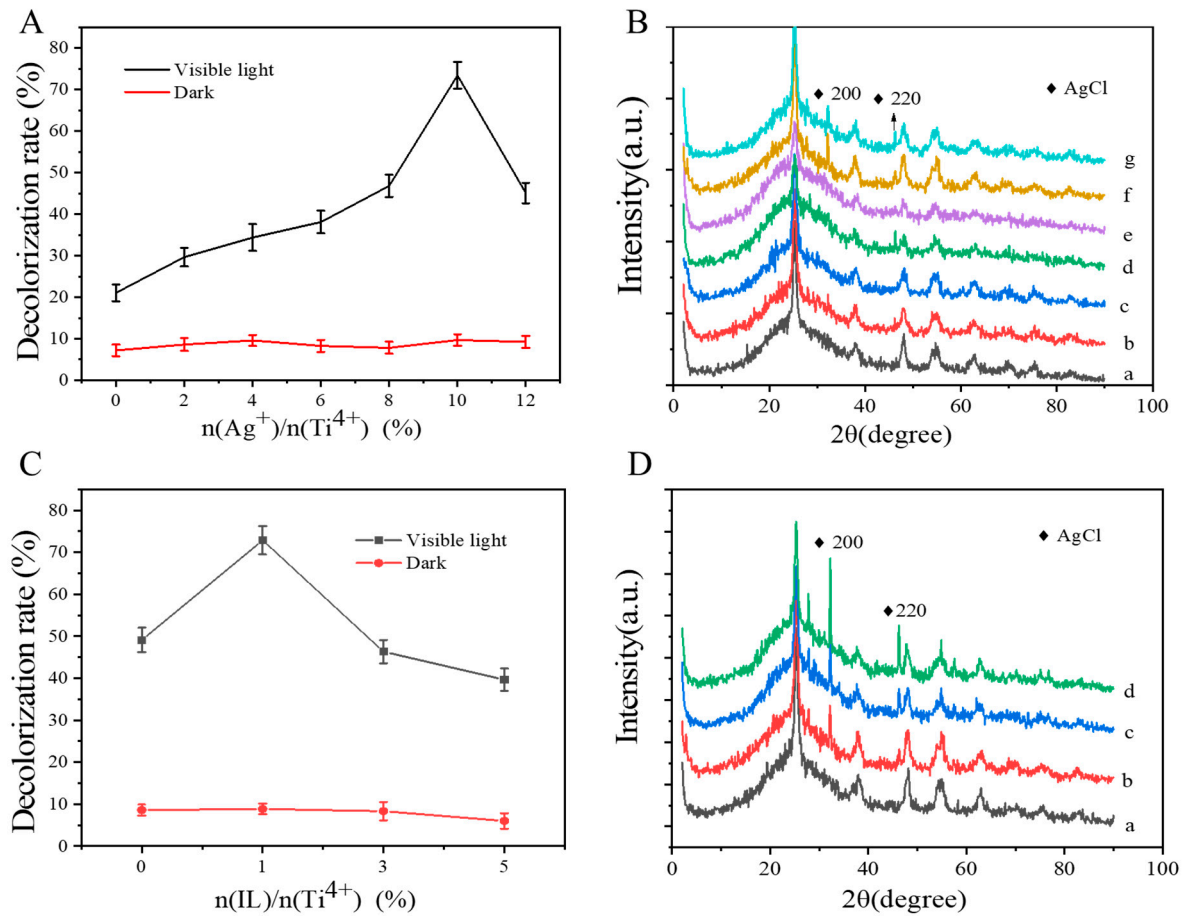 A
Decolorization rate (%)
80
70
60
50
40
30
20
10
0
Visible light
Dark
0 2 4 6 8 10 12
n(Ag⁺)/n(Ti⁴⁺) (%)
B
Intensity(a.u.)
◆ 200
◆ 220
◆ AgCl
g
f
e
d
c
b
a
0 20 40 60 80 100
2θ(degree)
C
Decolorization rate (%)
80
70
60
50
40
30
20
10
0
Visible light
Dark
0 1 3 5
n(IL)/n(Ti⁴⁺) (%)
D
Intensity(a.u.)
◆ 200
◆ 220
◆ AgCl
d
c
b
a
0 20 40 60 80 100
2θ(degree)